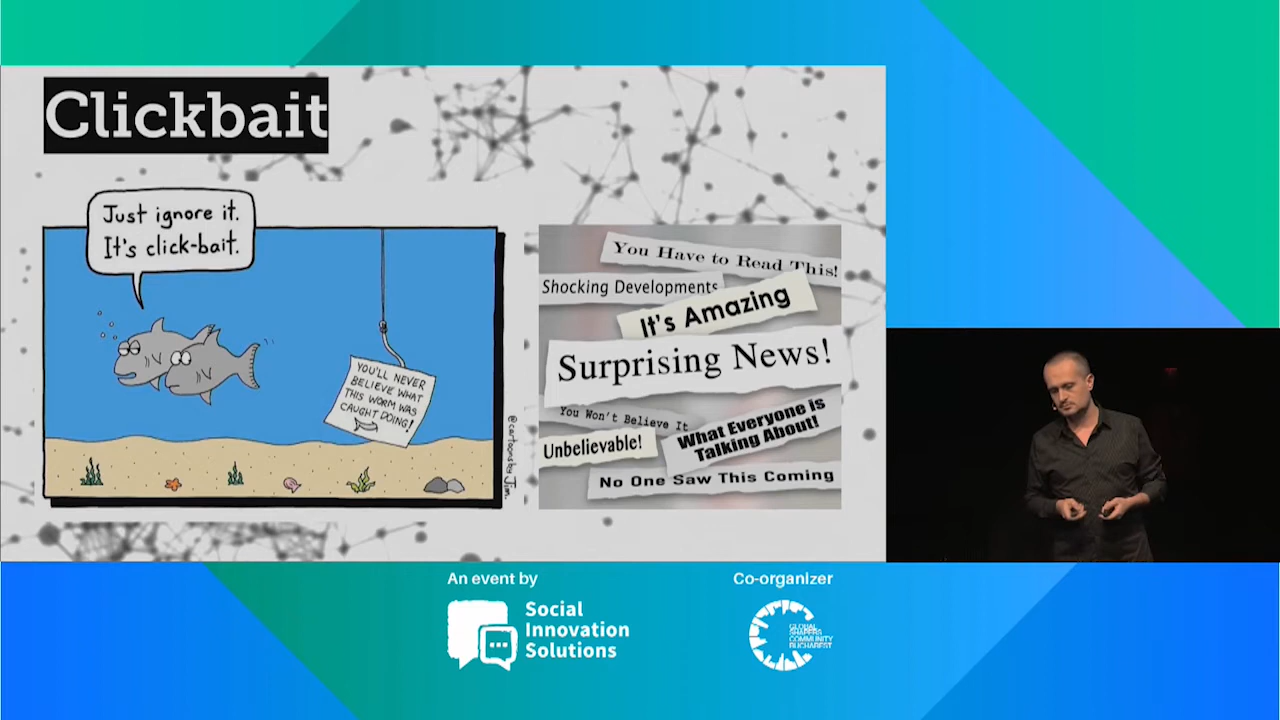 Clickbait
Just ignore it.
It's click-bait.
YOU'LL NEVER
BELIEVE WHAT
THIS WORM WAS
CAUGHT DOING!
@cartoonsbyJim.
You Have to Read This!
Shocking Developments
It's Amazing
Surprising News!
You Won't Believe It
Unbelievable!
What Everyone is
Talking About!
No One Saw This Coming
An event by
Social
Innovation
Solutions
Co-organizer
GLOBAL
SHAPERS
COMMUNITY
BUCHAREST